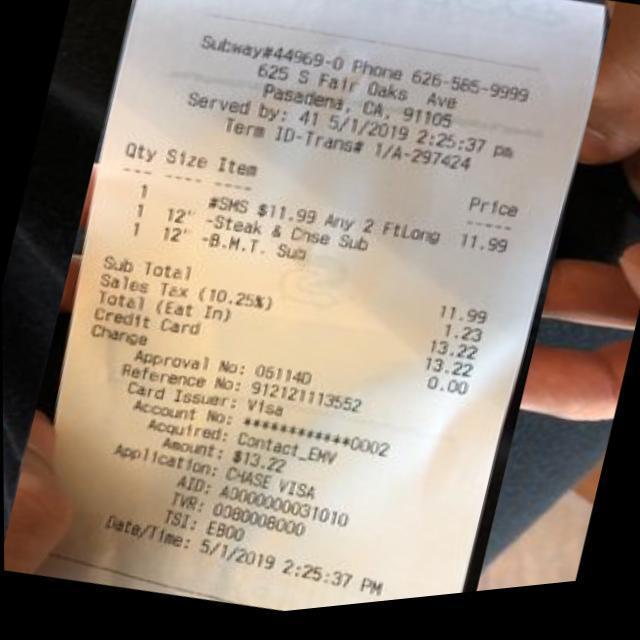 Subway#44969-0 Phone 626-565-9999
625 S Fair Oaks Ave
Pasadena, CA, 91105
Served by: 41 5/1/2019 2:25:37 pm
Term ID-Trans# 1/A-297424
Qty Size Item Price
--- ---- ---- -----
1 #SMS $11.99 Any 2 FtLong 11.99
1 12" -Steak & Chse Sub
1 12" -B.M.T. Sub
Sub Total 11.99
Sales Tax (10.25%) 1.23
Total (Eat In) 13.22
Credit Card 13.22
Change 0.00
Approval No: 05114D
Reference No: 912121113552
Card Issuer: Visa
Account No: ************0002
Acquired: Contact_EMV
Amount: $13.22
Application: CHASE VISA
AID: A0000000031010
TVR: 0080008000
TSI: E800
Date/Time: 5/1/2019 2:25:37 PM